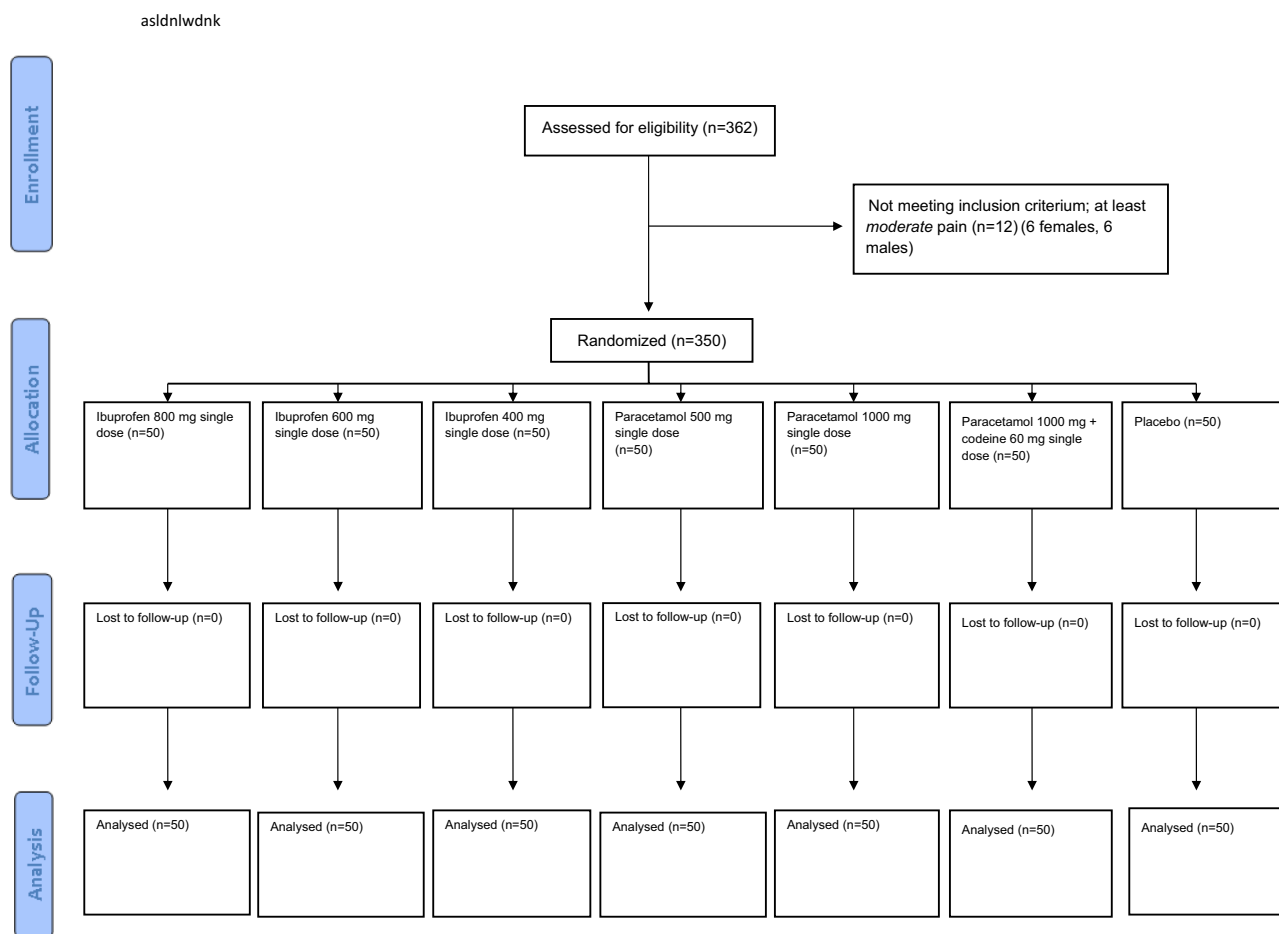 asldnlwdnk
Enrollment
Assessed for eligibility (n=362)
Not meeting inclusion criterium; at least
moderate pain (n=12) (6 females, 6
males)
Randomized (n=350)
Allocation
Ibuprofen 800 mg single
dose (n=50)
Ibuprofen 600 mg
single dose (n=50)
Ibuprofen 400 mg
single dose (n=50)
Paracetamol 500 mg
single dose
(n=50)
Paracetamol 1000 mg
single dose
(n=50)
Paracetamol 1000 mg +
codeine 60 mg single
dose (n=50)
Placebo (n=50)
Follow-Up
Lost to follow-up (n=0)
Lost to follow-up (n=0)
Lost to follow-up (n=0)
Lost to follow-up (n=0)
Lost to follow-up (n=0)
Lost to follow-up (n=0)
Lost to follow-up (n=0)
Analysis
Analysed (n=50)
Analysed (n=50)
Analysed (n=50)
Analysed (n=50)
Analysed (n=50)
Analysed (n=50)
Analysed (n=50)